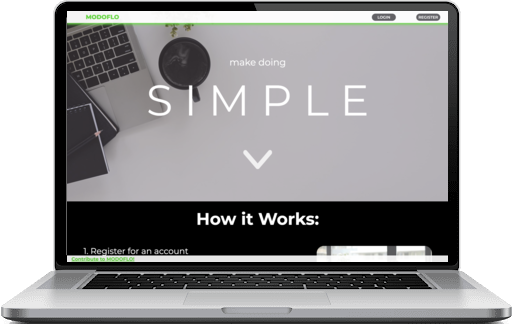 MODOFLO
LOGIN
REGISTER
make doing
SIMPLE
How it Works:
1. Register for an account
Contribute to MODOFLO!